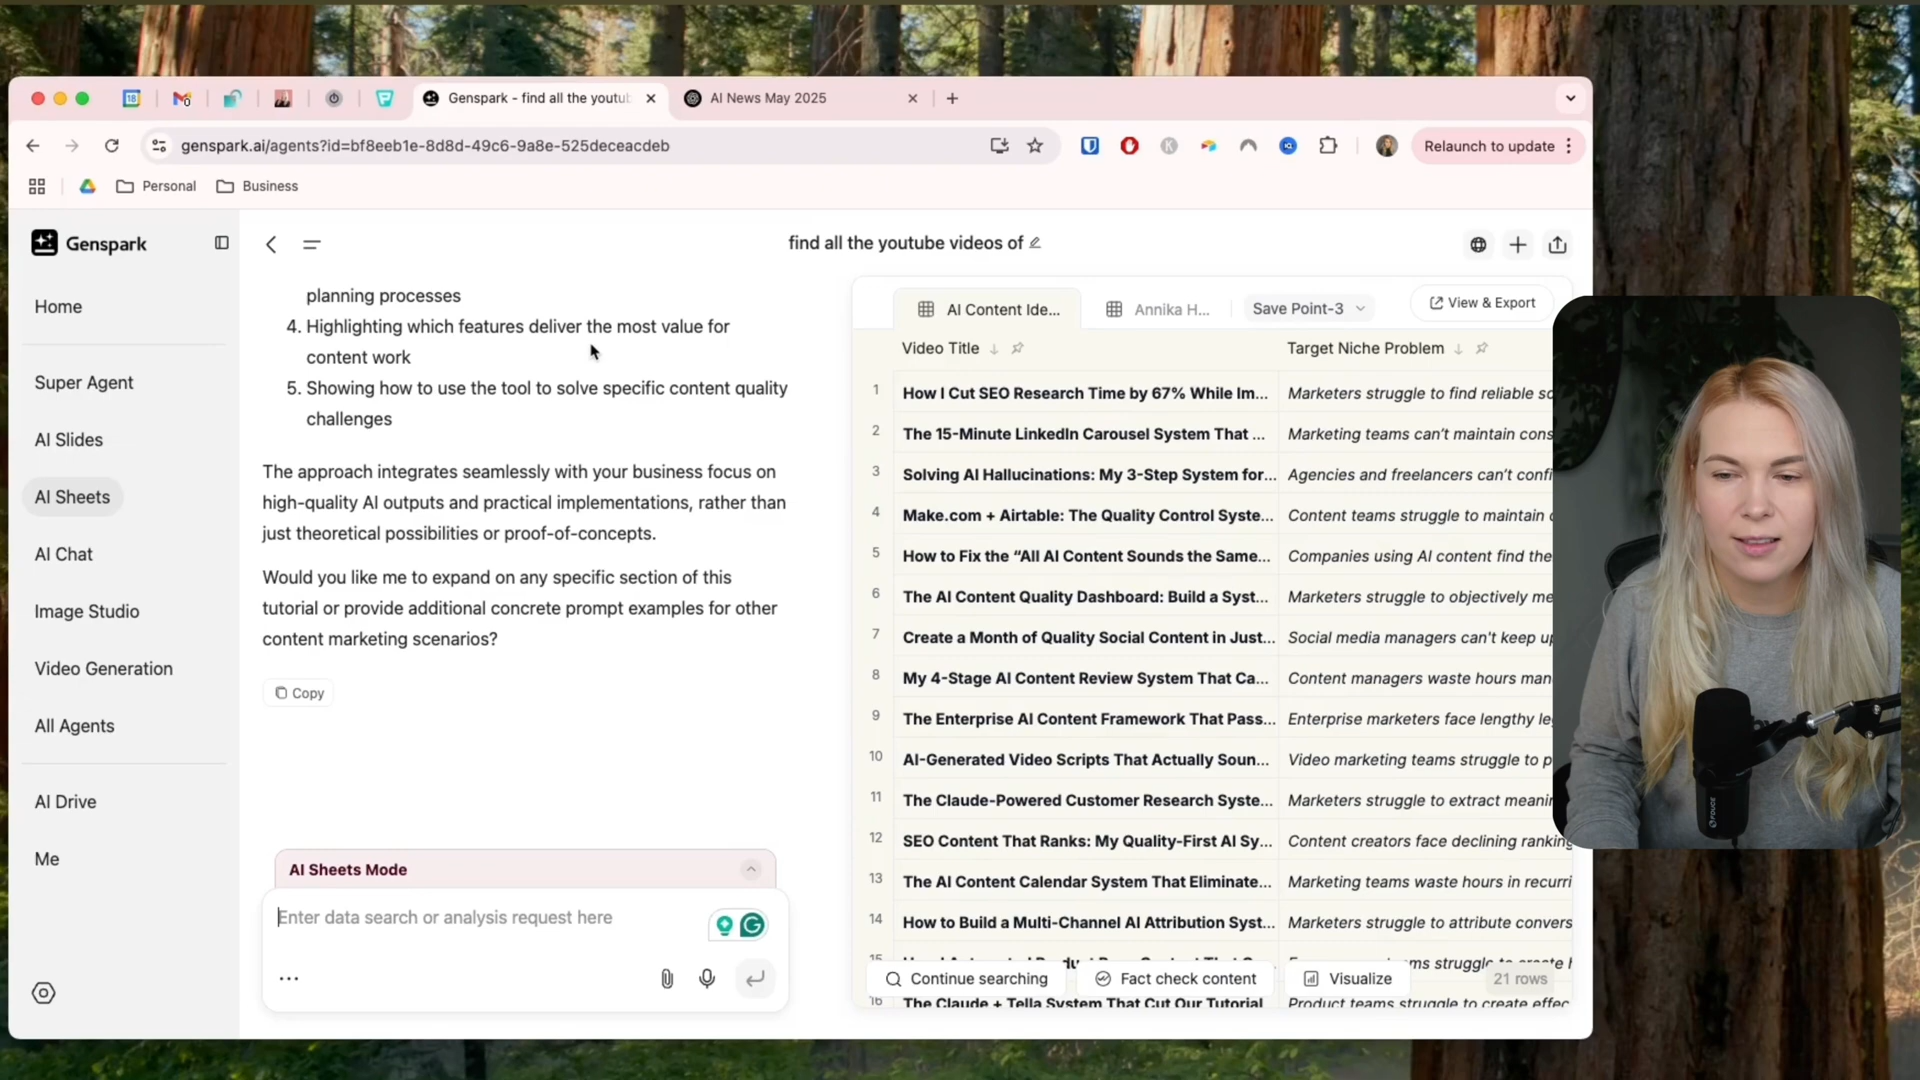 18
Genspark - find all the youtub
AI News May 2025
genspark.ai/agents?id=bf8eeb1e-8d8d-49c6-9a8e-525deceacdeb
K
Relaunch to update
Personal
Business
Genspark
find all the youtube videos of
Home
Super Agent
AI Slides
AI Sheets
AI Chat
Image Studio
Video Generation
All Agents
AI Drive
Me
planning processes
4. Highlighting which features deliver the most value for
content work
5. Showing how to use the tool to solve specific content quality
challenges
The approach integrates seamlessly with your business focus on
high-quality AI outputs and practical implementations, rather than
just theoretical possibilities or proof-of-concepts.
Would you like me to expand on any specific section of this
tutorial or provide additional concrete prompt examples for other
content marketing scenarios?
Copy
AI Sheets Mode
Enter data search or analysis request here
AI Content Ide...
Annika H...
Save Point-3
View & Export
Video Title Target Niche Problem
1 How I Cut SEO Research Time by 67% While Im... Marketers struggle to find reliable
2 The 15-Minute LinkedIn Carousel System That ... Marketing teams can't maintain
3 Solving AI Hallucinations: My 3-Step System for... Agencies and freelancers can't
4 Make.com + Airtable: The Quality Control Syste... Content teams struggle to maintain
5 How to Fix the "All AI Content Sounds the Same... Companies using AI content find the
6 The AI Content Quality Dashboard: Build a Syst... Marketers struggle to objectively
7 Create a Month of Quality Social Content in Just... Social media managers can't keep
8 My 4-Stage AI Content Review System That Ca... Content managers waste hours
9 The Enterprise AI Content Framework That Pass... Enterprise marketers face lengthy
10 AI-Generated Video Scripts That Actually Soun... Video marketing teams struggle to
11 The Claude-Powered Customer Research Syste... Marketers struggle to extract
12 SEO Content That Ranks: My Quality-First AI Sy... Content creators face declining ranking
13 The AI Content Calendar System That Eliminate... Marketing teams waste hours in recurri
14 How to Build a Multi-Channel AI Attribution Syst... Marketers struggle to attribute convers
Continue searching
Fact check content
Visualize
21 rows
16 The Claude + Tella System That Cut Our Tutorial Product teams struggle to create effec